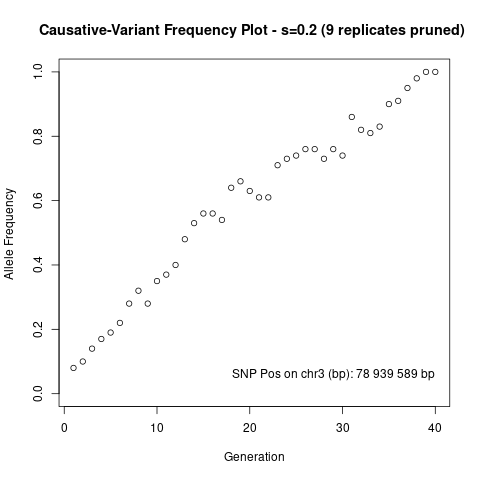 Causative-Variant Frequency Plot - s=0.2 (9 replicates pruned)
Allele Frequency
1.0
0.8
0.6
0.4
0.2
0.0
SNP Pos on chr3 (bp): 78 939 589 bp
0 10 20 30 40
Generation